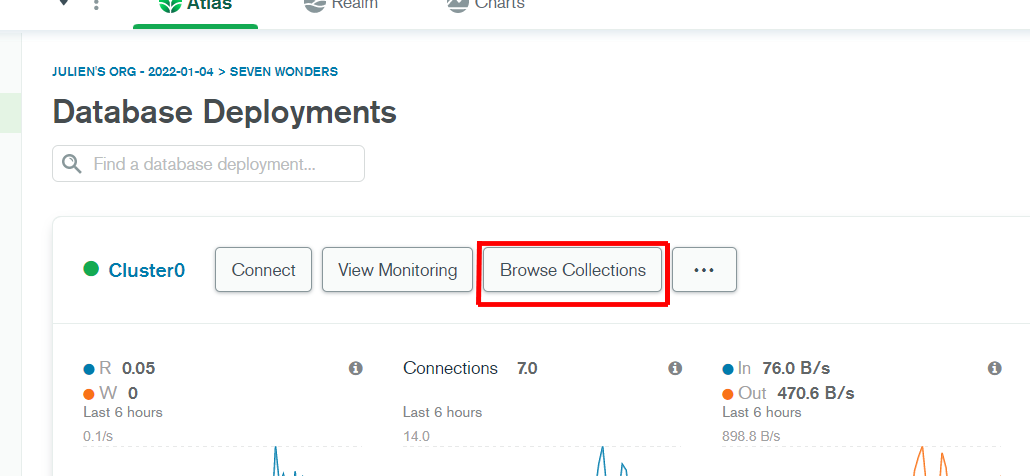 Atlas
Realm
Charts
JULIEN'S ORG - 2022-01-04 > SEVEN WONDERS
Database Deployments
Find a database deployment...
Cluster0
Connect
View Monitoring
Browse Collections
...
R 0.05
W 0
Last 6 hours
0.1/s
Connections 7.0
Last 6 hours
14.0
In 76.0 B/s
Out 470.6 B/s
Last 6 hours
898.8 B/s